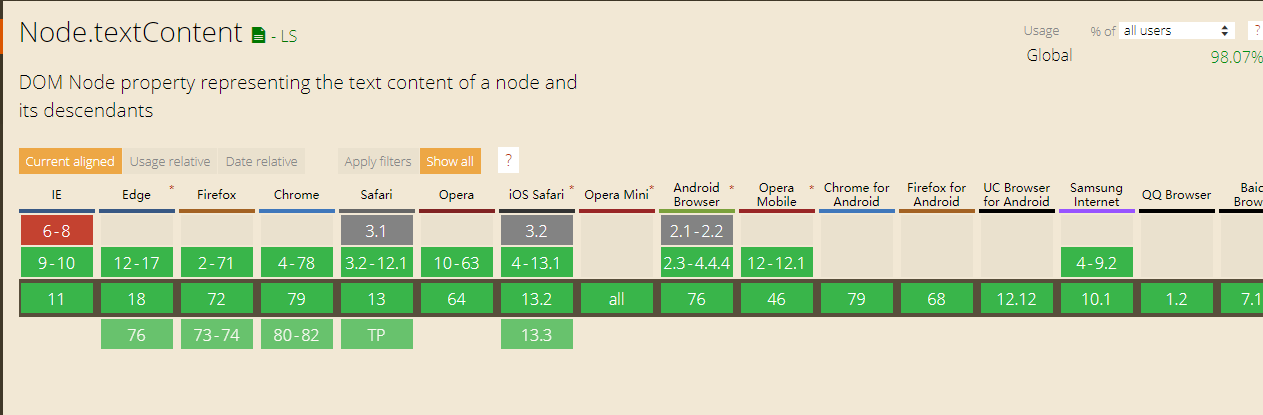 Node.textContent - LS
Usage % of all users ?
Global 98.07%
DOM Node property representing the text content of a node and
its descendants
Current aligned Usage relative Date relative Apply filters Show all ?
IE Edge * Firefox Chrome Safari Opera iOS Safari * Opera Mini * Android Browser * Opera Mobile * Chrome for Android Firefox for Android UC Browser for Android Samsung Internet QQ Browser
6-8 3.1 3.2 2.1-2.2
9-10 12-17 2-71 4-78 3.2-12.1 10-63 4-13.1 2.3-4.4.4 12-12.1 4-9.2
11 18 72 79 13 64 13.2 all 76 46 79 68 12.12 10.1 1.2 7.1
76 73-74 80-82 TP 13.3